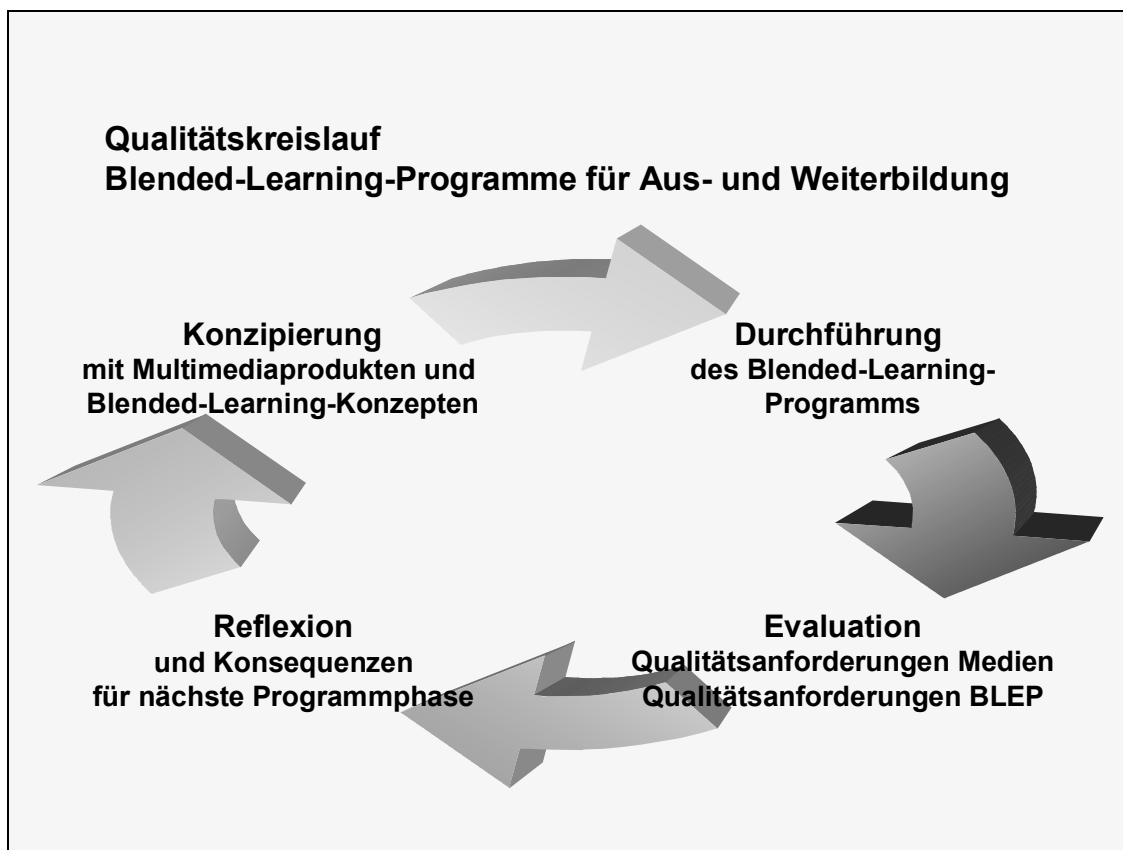 Qualitätskreislauf
Blended-Learning-Programme für Aus- und Weiterbildung
Konzipierung
mit Multimediaprodukten und
Blended-Learning-Konzepten
Durchführung
des Blended-Learning-
Programms
Reflexion
und Konsequenzen
für nächste Programmphase
Evaluation
Qualitätsanforderungen Medien
Qualitätsanforderungen BLEP